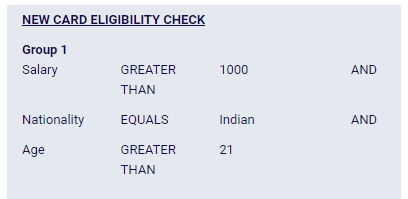 NEW CARD ELIGIBILITY CHECK
Group 1
Salary GREATER THAN 1000 AND
Nationality EQUALS Indian AND
Age GREATER THAN 21